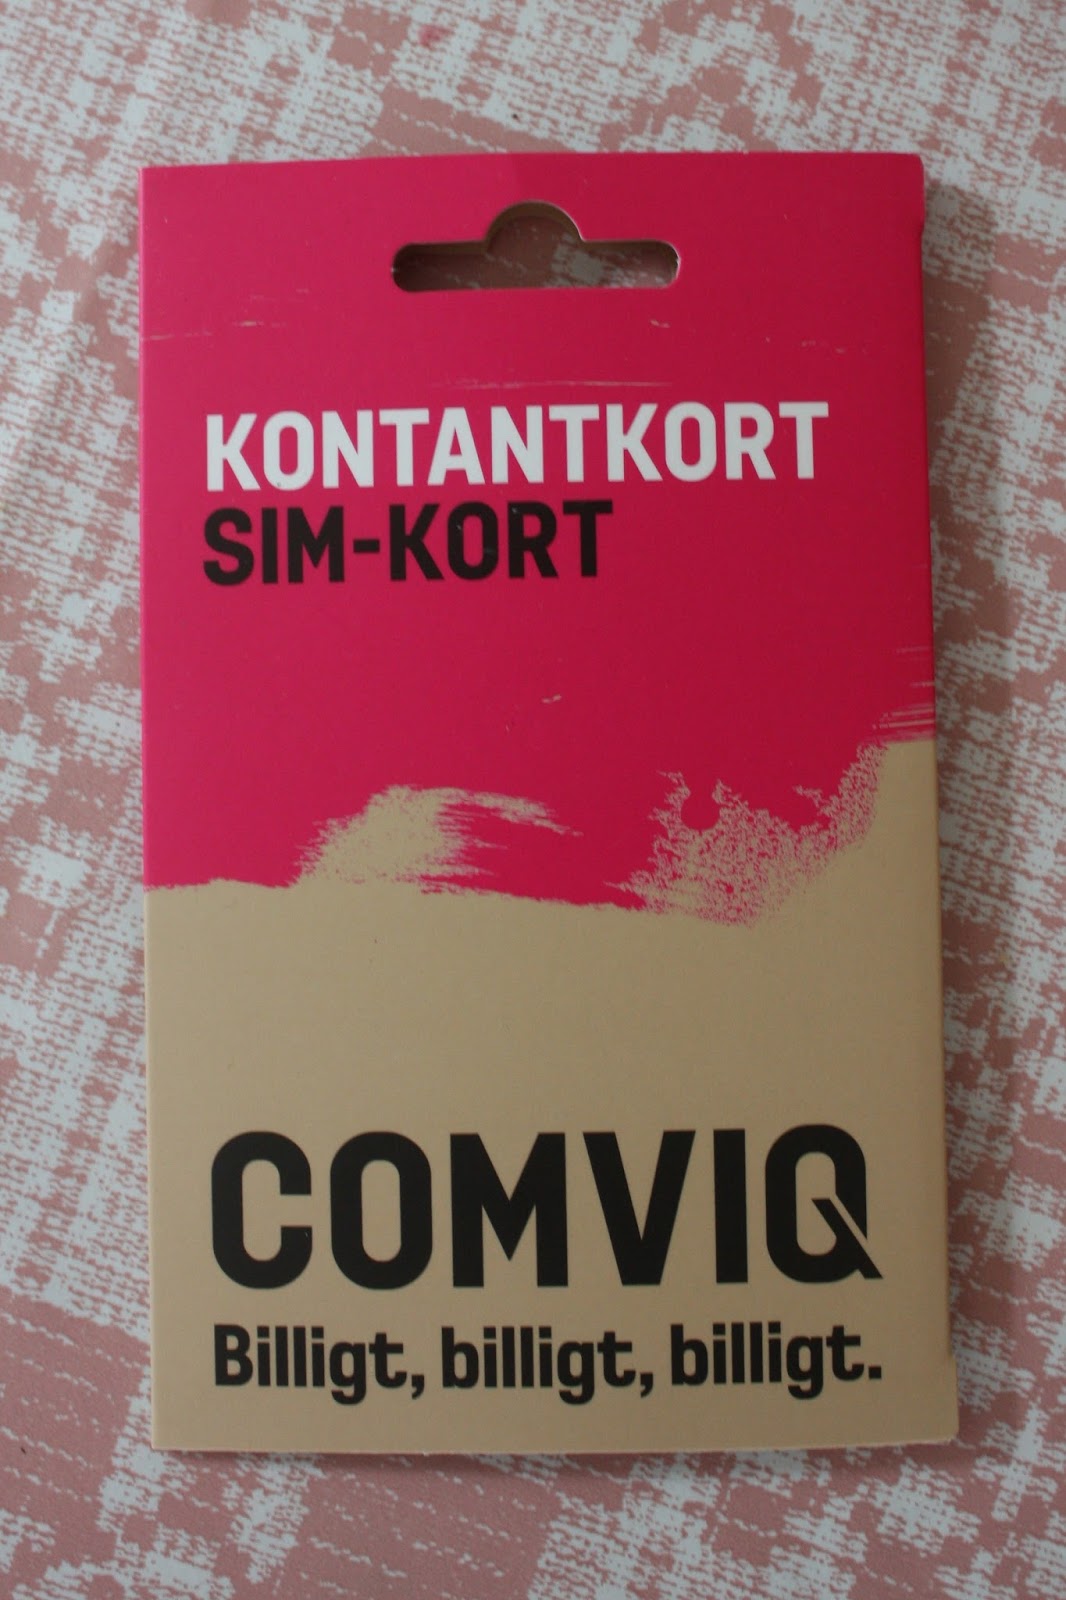 KONTANTKORT
SIM-KORT
COMVIQ
Billigt, billigt, billigt.